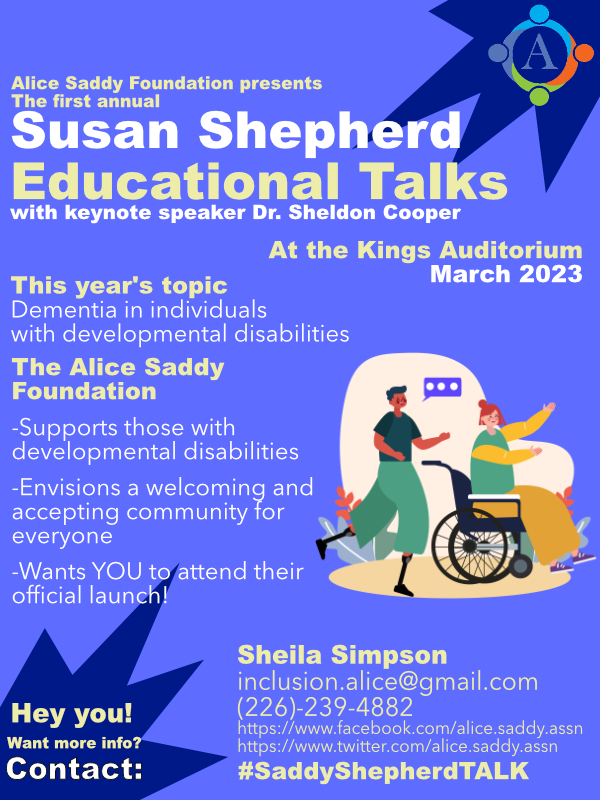 A
Alice Saddy Foundation presents
The first annual
Susan Shepherd
Educational Talks
with keynote speaker Dr. Sheldon Cooper
At the Kings Auditorium
March 2023
This year's topic
Dementia in individuals
with developmental disabilities
The Alice Saddy
Foundation
-Supports those with
developmental disabilities
-Envisions a welcoming and
accepting community for
everyone
-Wants YOU to attend their
official launch!
Hey you!
Want more info?
Contact:
Sheila Simpson
inclusion.alice@gmail.com
(226)-239-4882
https://www.facebook.com/alice.saddy.assn
https://www.twitter.com/alice.saddy.assn
#SaddyShepherdTALK